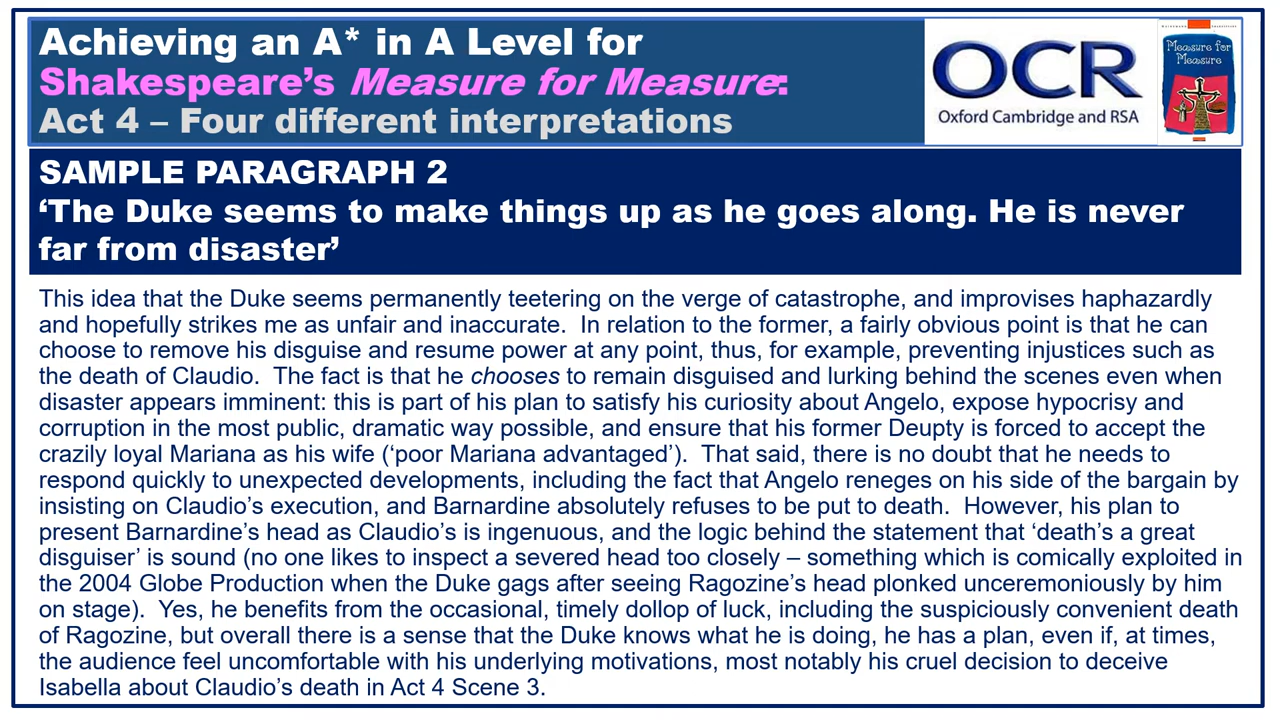 Achieving an A* in A Level for
Shakespeare's Measure for Measure:
Act 4 – Four different interpretations
OCR
Oxford Cambridge and RSA
Measure for
Measure
SAMPLE PARAGRAPH 2
‘The Duke seems to make things up as he goes along. He is never
far from disaster’
This idea that the Duke seems permanently teetering on the verge of catastrophe, and improvises haphazardly
and hopefully strikes me as unfair and inaccurate.  In relation to the former, a fairly obvious point is that he can
choose to remove his disguise and resume power at any point, thus, for example, preventing injustices such as
the death of Claudio.  The fact is that he chooses to remain disguised and lurking behind the scenes even when
disaster appears imminent: this is part of his plan to satisfy his curiosity about Angelo, expose hypocrisy and
corruption in the most public, dramatic way possible, and ensure that his former Deupty is forced to accept the
crazily loyal Mariana as his wife (‘poor Mariana advantaged’).  That said, there is no doubt that he needs to
respond quickly to unexpected developments, including the fact that Angelo reneges on his side of the bargain by
insisting on Claudio’s execution, and Barnardine absolutely refuses to be put to death.  However, his plan to
present Barnardine’s head as Claudio’s is ingenuous, and the logic behind the statement that ‘death’s a great
disguiser’ is sound (no one likes to inspect a severed head too closely – something which is comically exploited in
the 2004 Globe Production when the Duke gags after seeing Ragozine’s head plonked unceremoniously by him
on stage).  Yes, he benefits from the occasional, timely dollop of luck, including the suspiciously convenient death
of Ragozine, but overall there is a sense that the Duke knows what he is doing, he has a plan, even if, at times,
the audience feel uncomfortable with his underlying motivations, most notably his cruel decision to deceive
Isabella about Claudio’s death in Act 4 Scene 3.